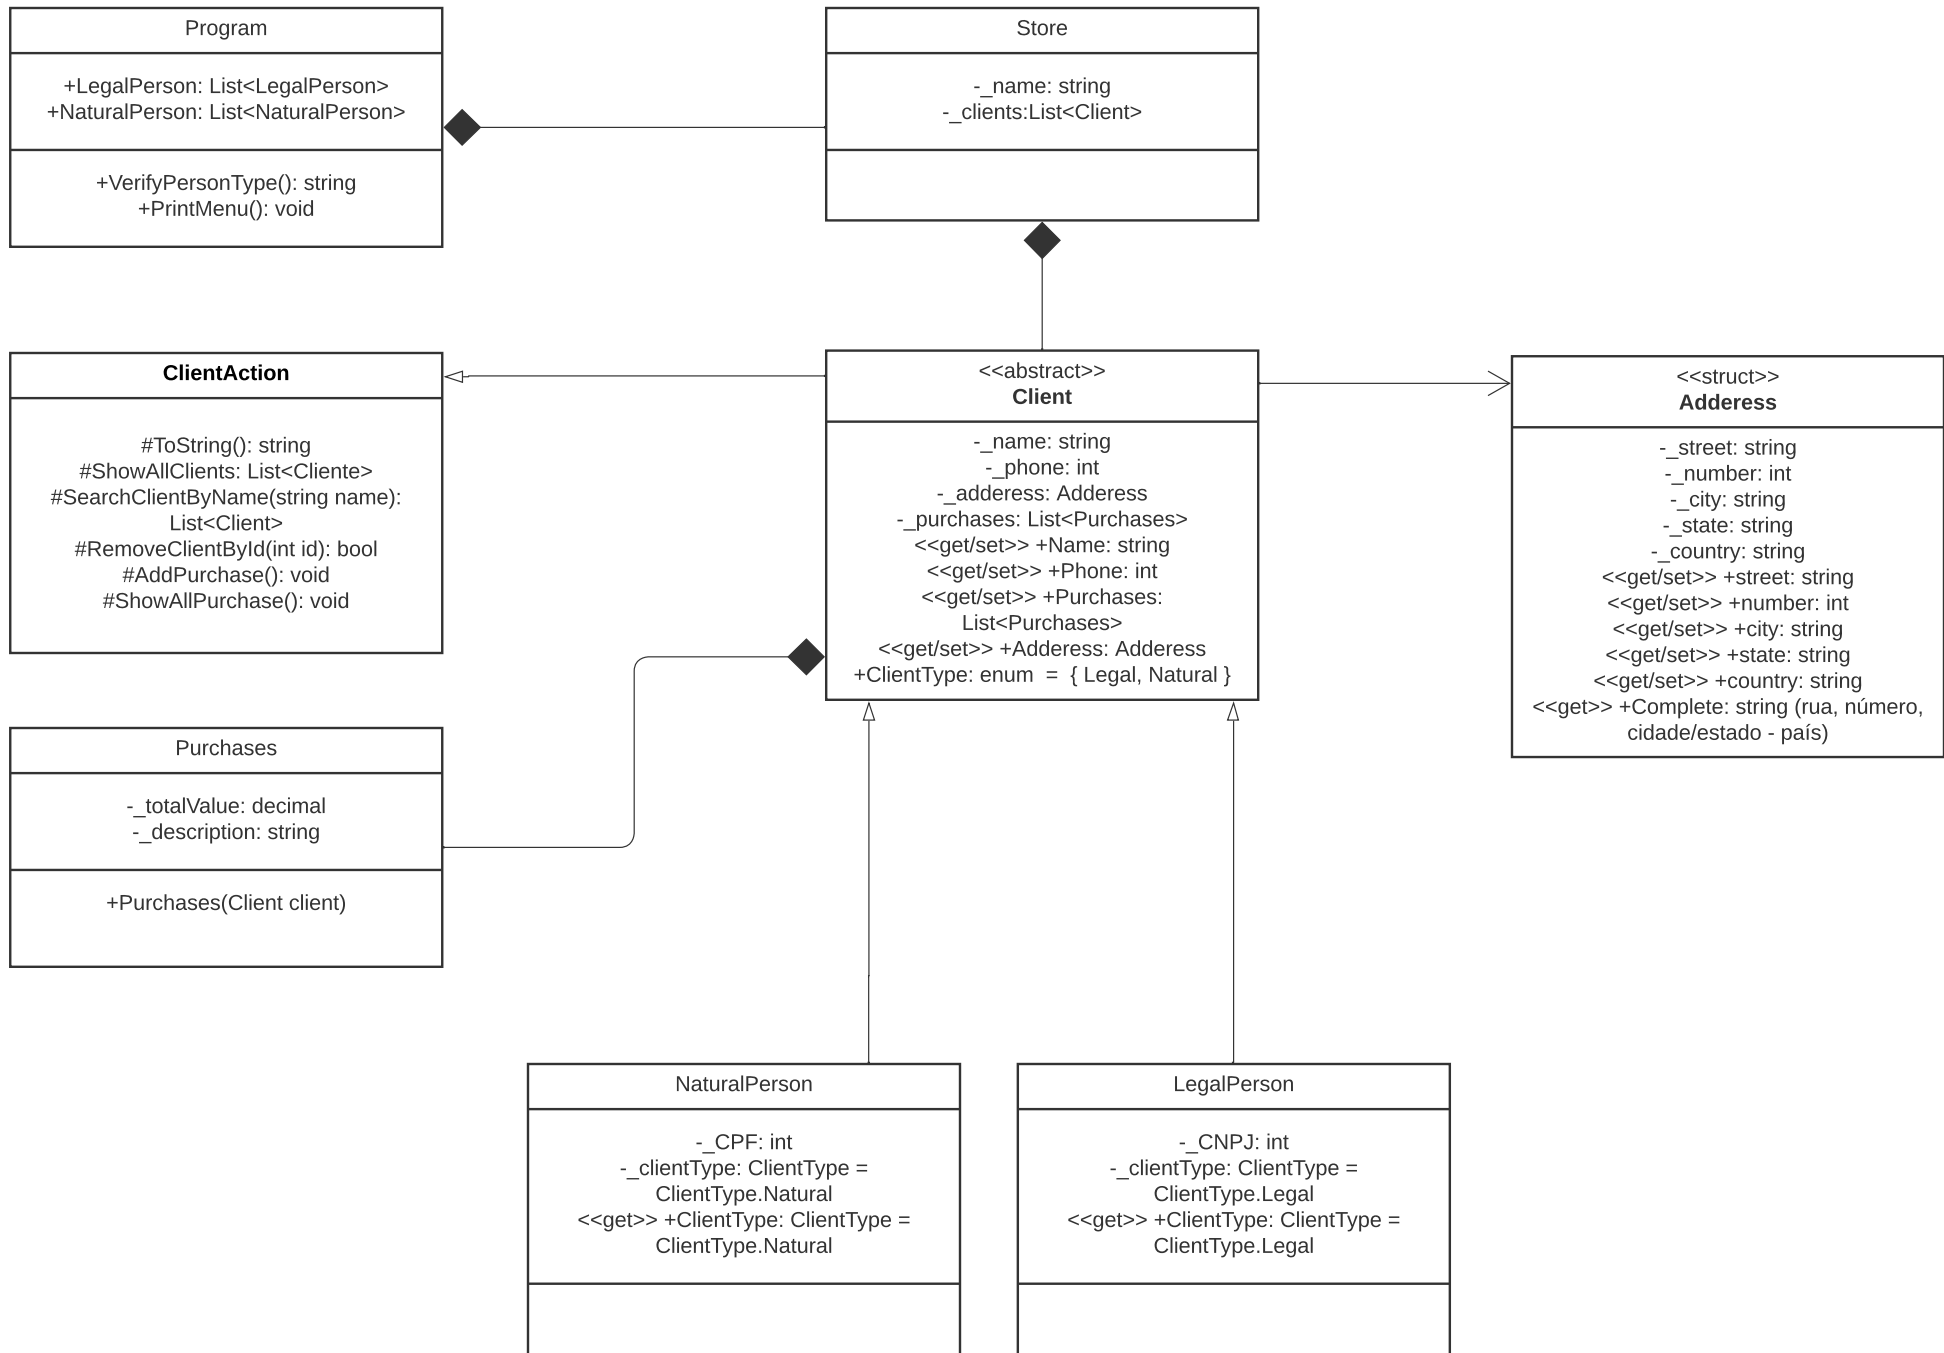 Program
+LegalPerson: List<LegalPerson>
+NaturalPerson: List<NaturalPerson>
+VerifyPersonType(): string
+PrintMenu(): void
Store
-_name: string
-_clients:List<Client>
ClientAction
#ToString(): string
#ShowAllClients: List<Cliente>
#SearchClientByName(string name):
List<Client>
#RemoveClientById(int id): bool
#AddPurchase(): void
#ShowAllPurchase(): void
<<abstract>>
Client
-_name: string
-_phone: int
-_adderess: Adderess
-_purchases: List<Purchases>
<<get/set>> +Name: string
<<get/set>> +Phone: int
<<get/set>> +Purchases:
List<Purchases>
<<get/set>> +Adderess: Adderess
+ClientType: enum  =  { Legal, Natural }
<<struct>>
Adderess
-_street: string
-_number: int
-_city: string
-_state: string
-_country: string
<<get/set>> +street: string
<<get/set>> +number: int
<<get/set>> +city: string
<<get/set>> +state: string
<<get/set>> +country: string
<<get>> +Complete: string (rua, número,
cidade/estado - país)
Purchases
-_totalValue: decimal
-_description: string
+Purchases(Client client)
NaturalPerson
-_CPF: int
-_clientType: ClientType =
ClientType.Natural
<<get>> +ClientType: ClientType =
ClientType.Natural
LegalPerson
-_CNPJ: int
-_clientType: ClientType =
ClientType.Legal
<<get>> +ClientType: ClientType =
ClientType.Legal